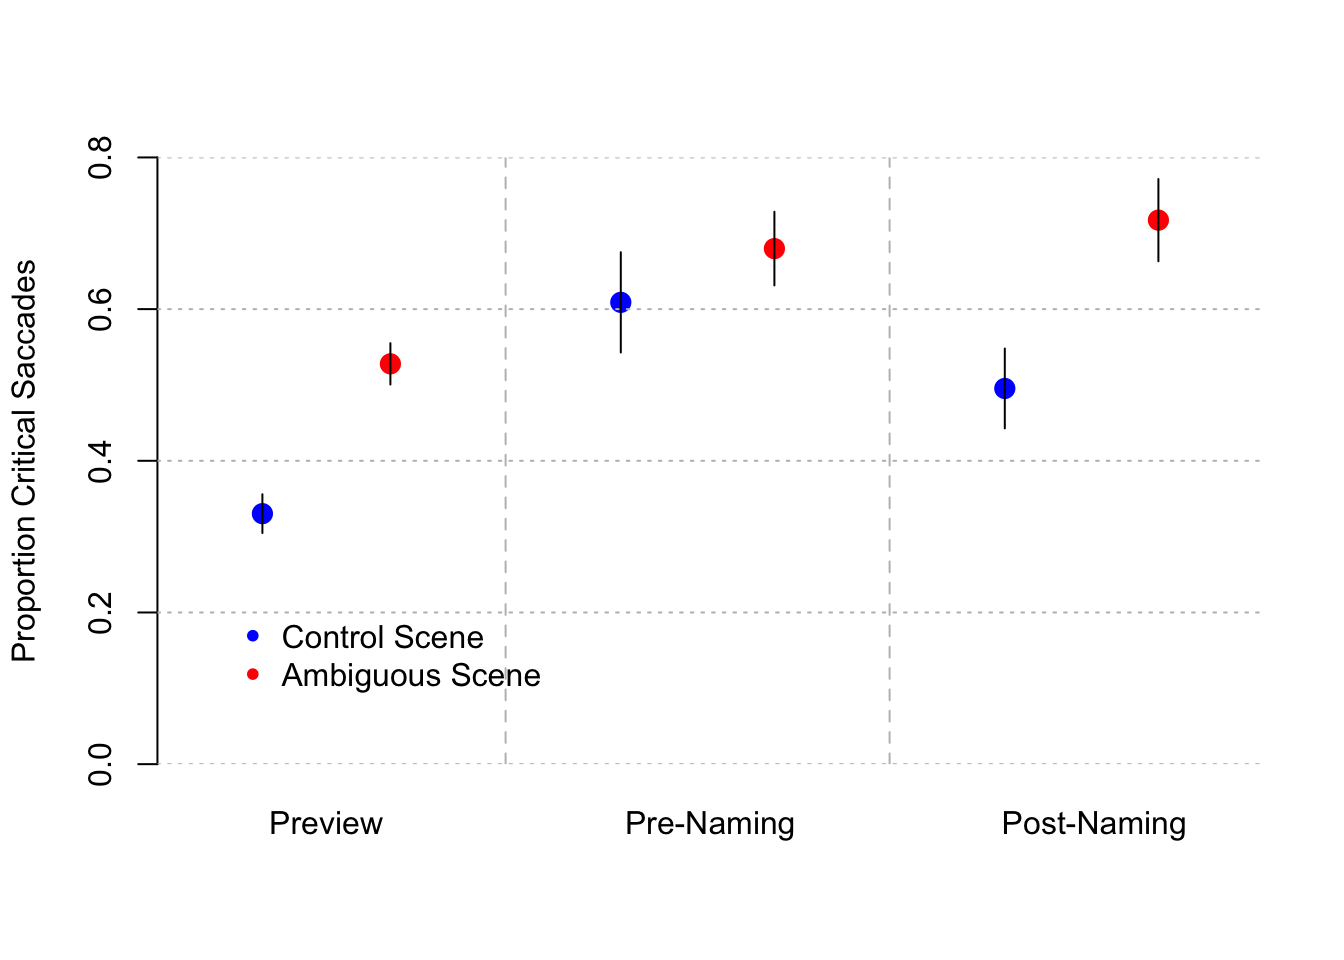 Proportion Critical Saccades
0.8
0.6
0.4
0.2
0.0
Control Scene
Ambiguous Scene
Preview Pre-Naming Post-Naming